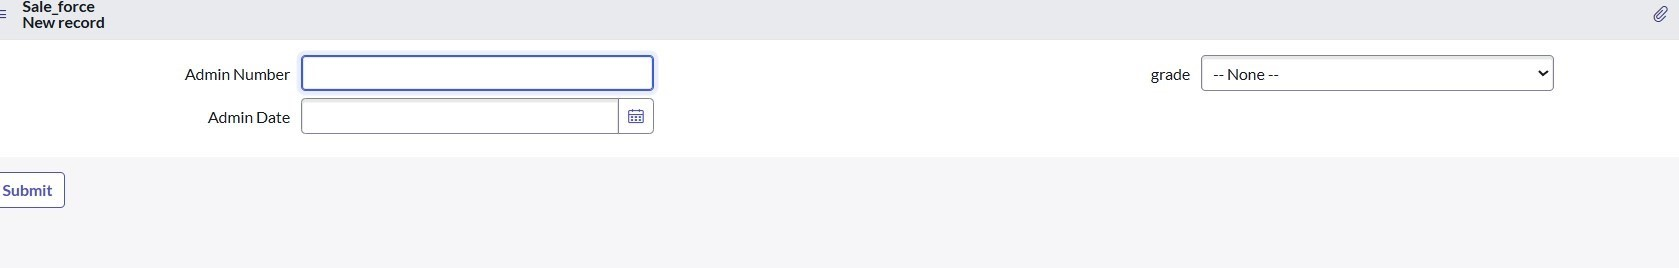 Sale_force
New record
Admin Number
grade
-- None --
Admin Date
Submit